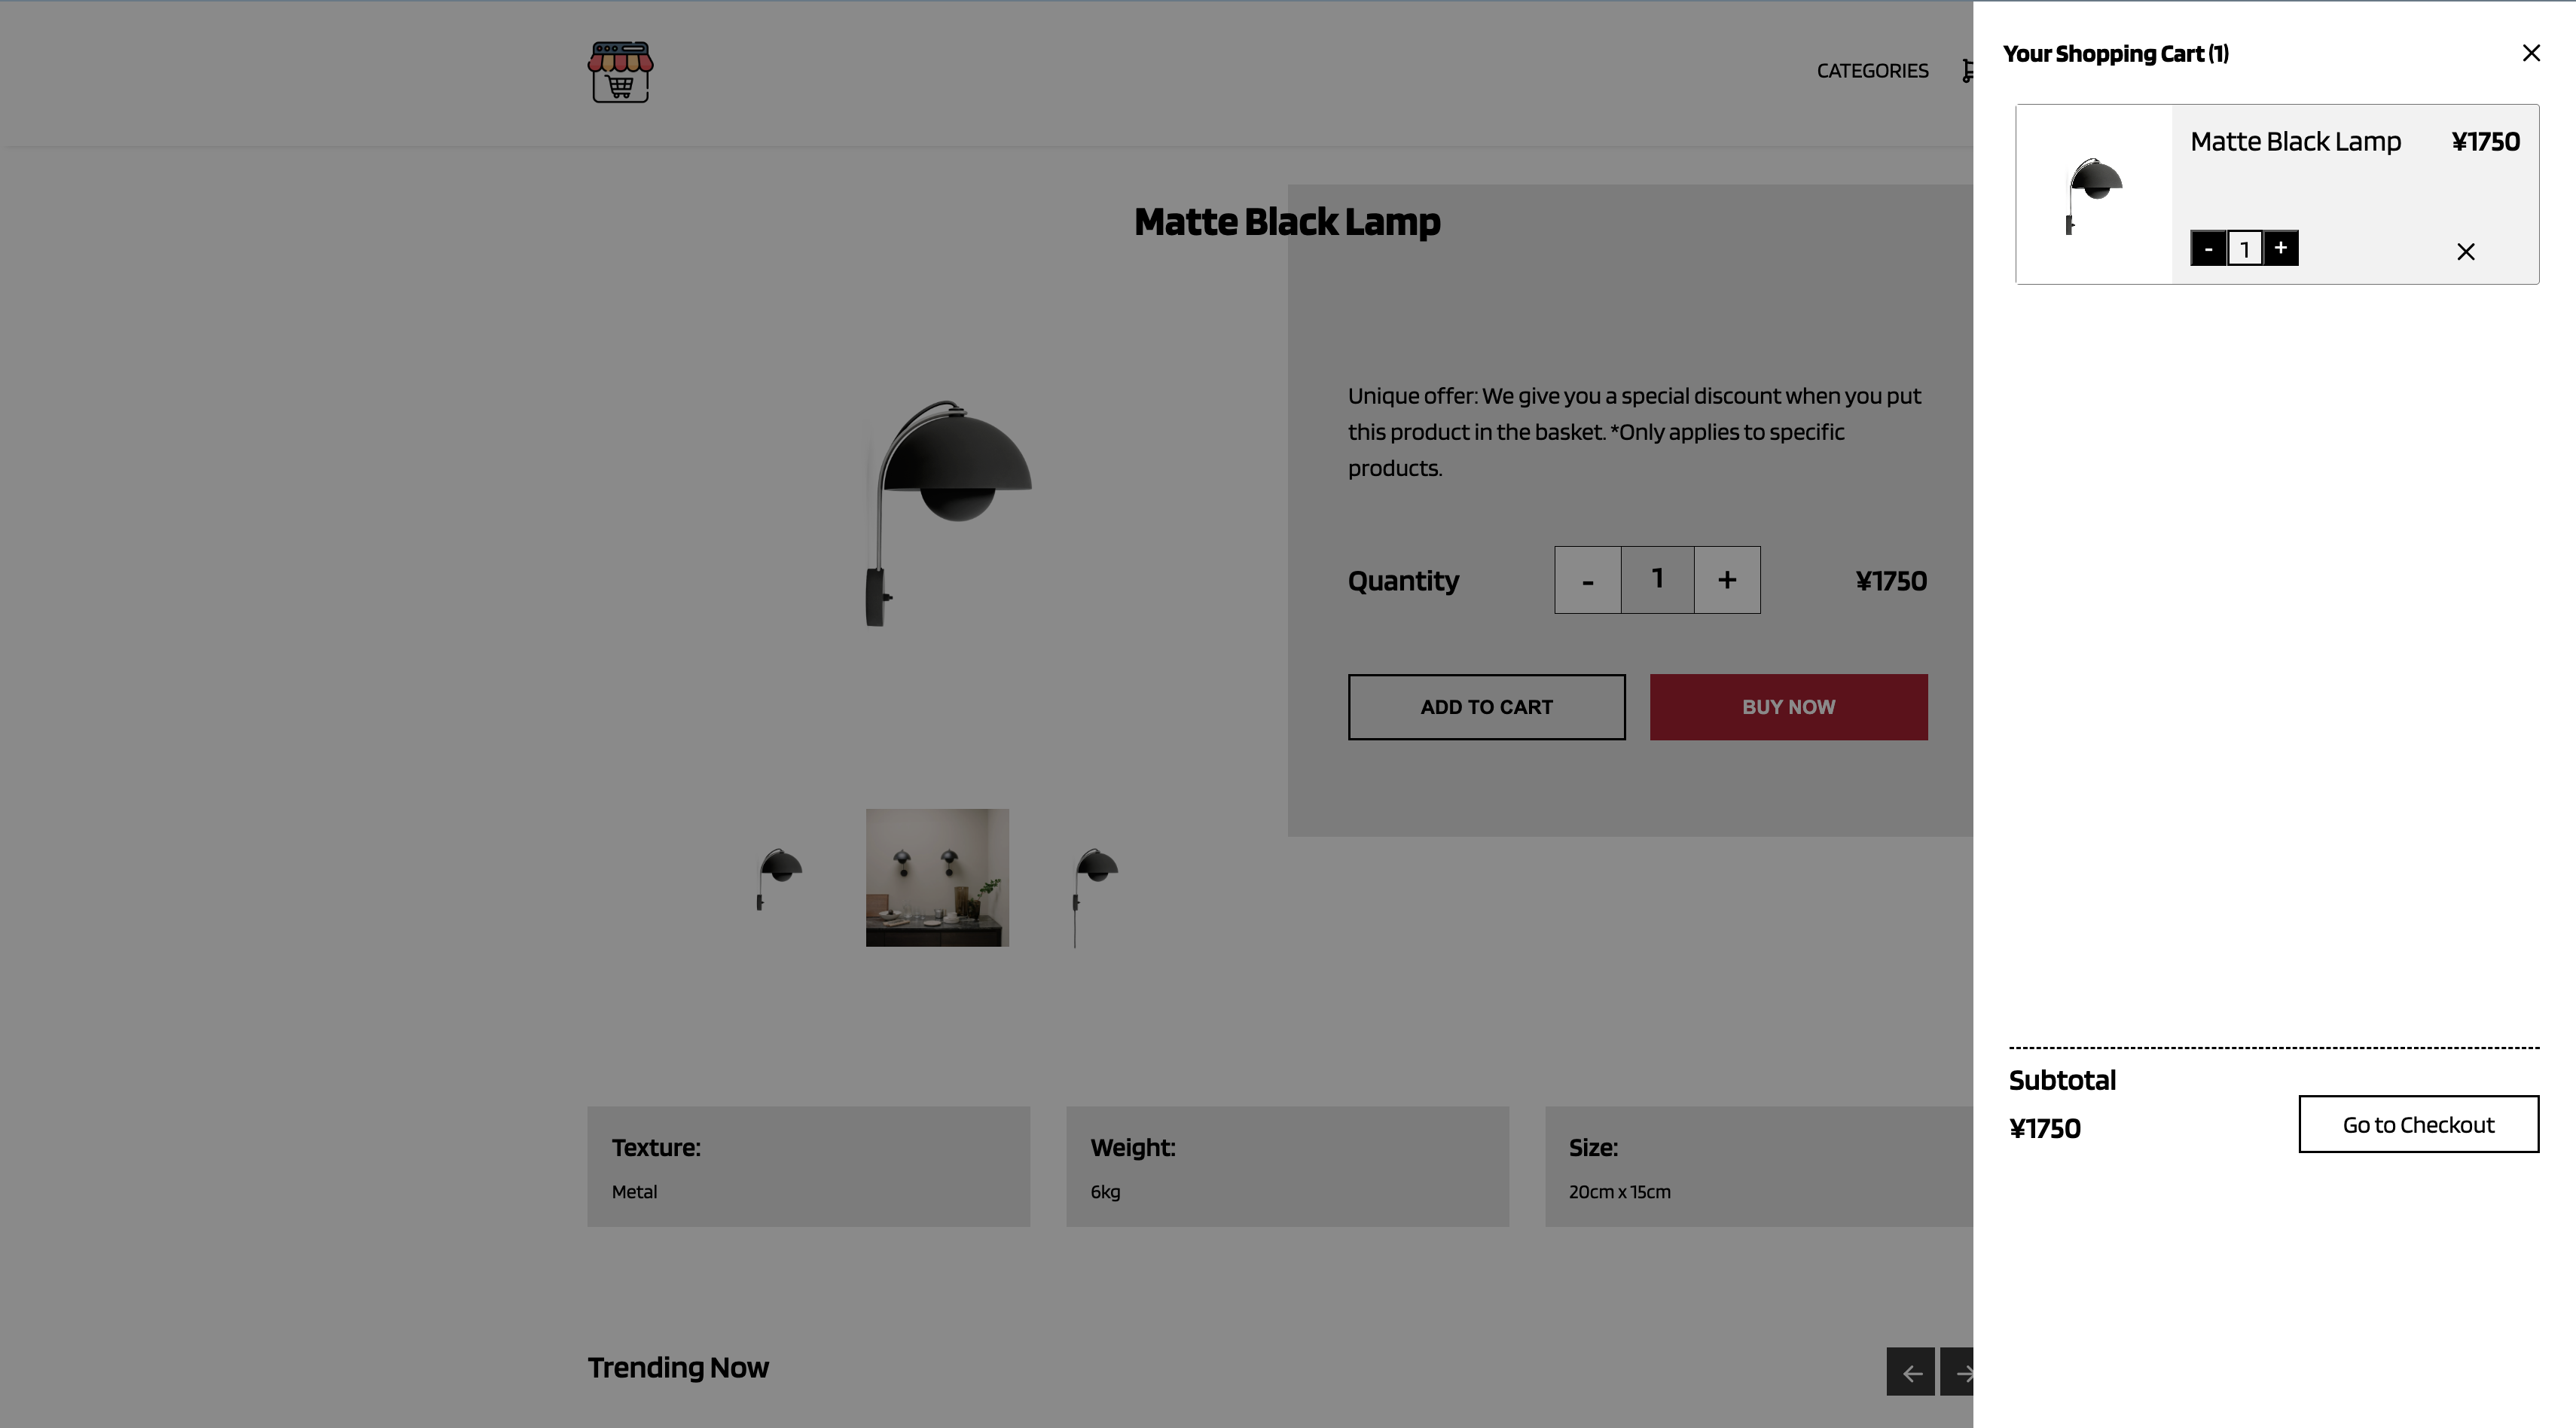 CATEGORIES
Matte Black Lamp
Unique offer: We give you a special discount when you put
this product in the basket. *Only applies to specific
products.
Quantity
- 1 +
¥1750
ADD TO CART
BUY NOW
Texture:
Metal
Weight:
6kg
Size:
20cm x 15cm
Trending Now
Your Shopping Cart (1)
Matte Black Lamp
¥1750
- 1 +
Subtotal
¥1750
Go to Checkout